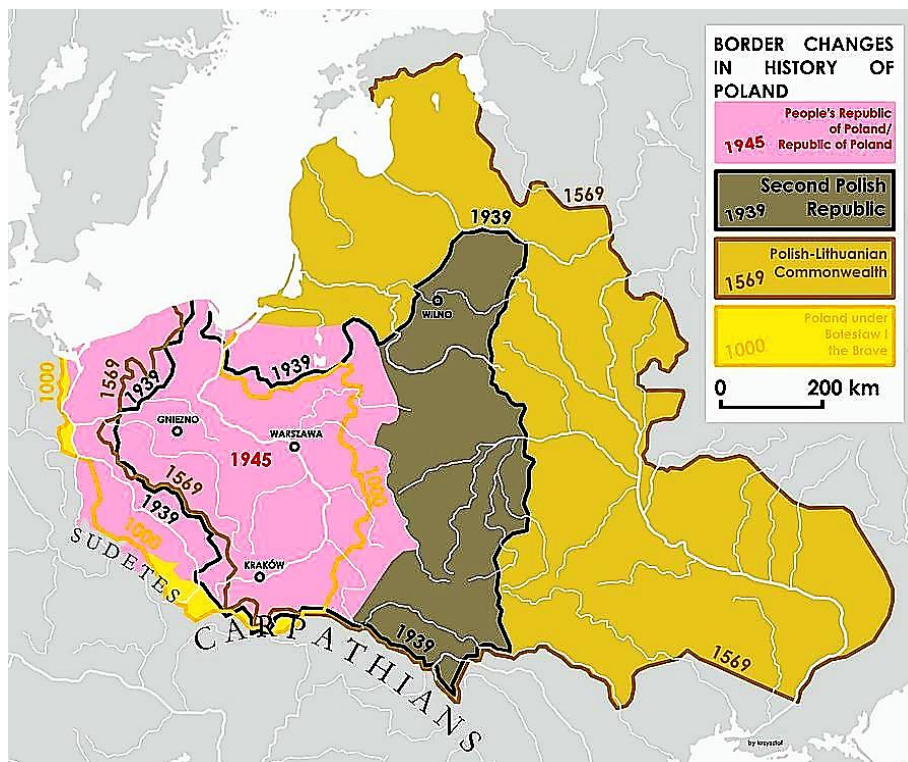 BORDER CHANGES
IN HISTORY OF
POLAND
People's Republic
of Poland/
1945 Republic of Poland
Second Polish
1939 Republic
Polish-Lithuanian
1569 Commonwealth
Poland under
Bolesław I
1000 the Brave
0 200 km
1569
1939
WILNO
1000
1569
1939
1939
GNIEZNO
WARSZAWA
1945
1569
1000
1939
1000
SUDETES
KRAKÓW
CARPATHIANS
1939
1569
by krzysztof